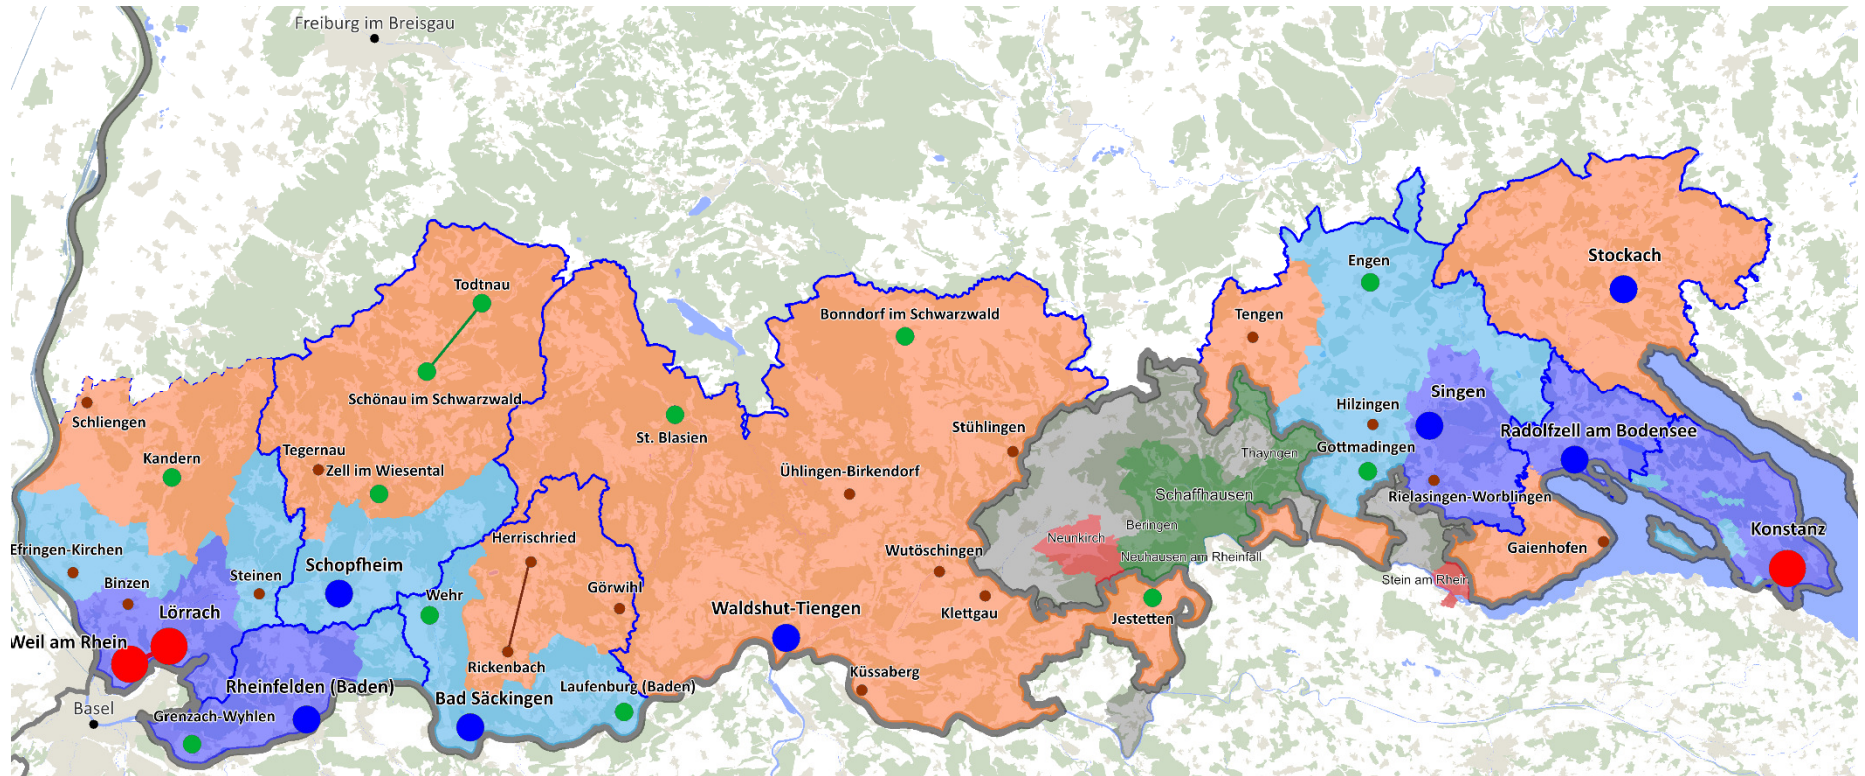 Freiburg im Breisgau
Stockach
Engen
Todtnau
Bonndorf im Schwarzwald
Tengen
Singen
Schönau im Schwarzwald
Hilzingen
Schliengen
Stühlingen
Radolfzell am Bodensee
St. Blasien
Gottmadingen
Tegernau
Thayngen
Kandern
Zell im Wiesental
Ühlingen-Birkendorf
Schaffhausen
Rielasingen-Worblingen
Beringen
Konstanz
Herrischried
Neunkirch
Efringen-Kirchen
Wutöschingen
Neuhausen am Rheinfall
Gaienhofen
Schopfheim
Steinen
Binzen
Stein am Rhein
Görwihl
Wehr
Lörrach
Waldshut-Tiengen
Klettgau
Jestetten
Weil am Rhein
Rickenbach
Küssaberg
Rheinfelden (Baden)
Laufenburg (Baden)
Bad Säckingen
Basel
Grenzach-Wyhlen